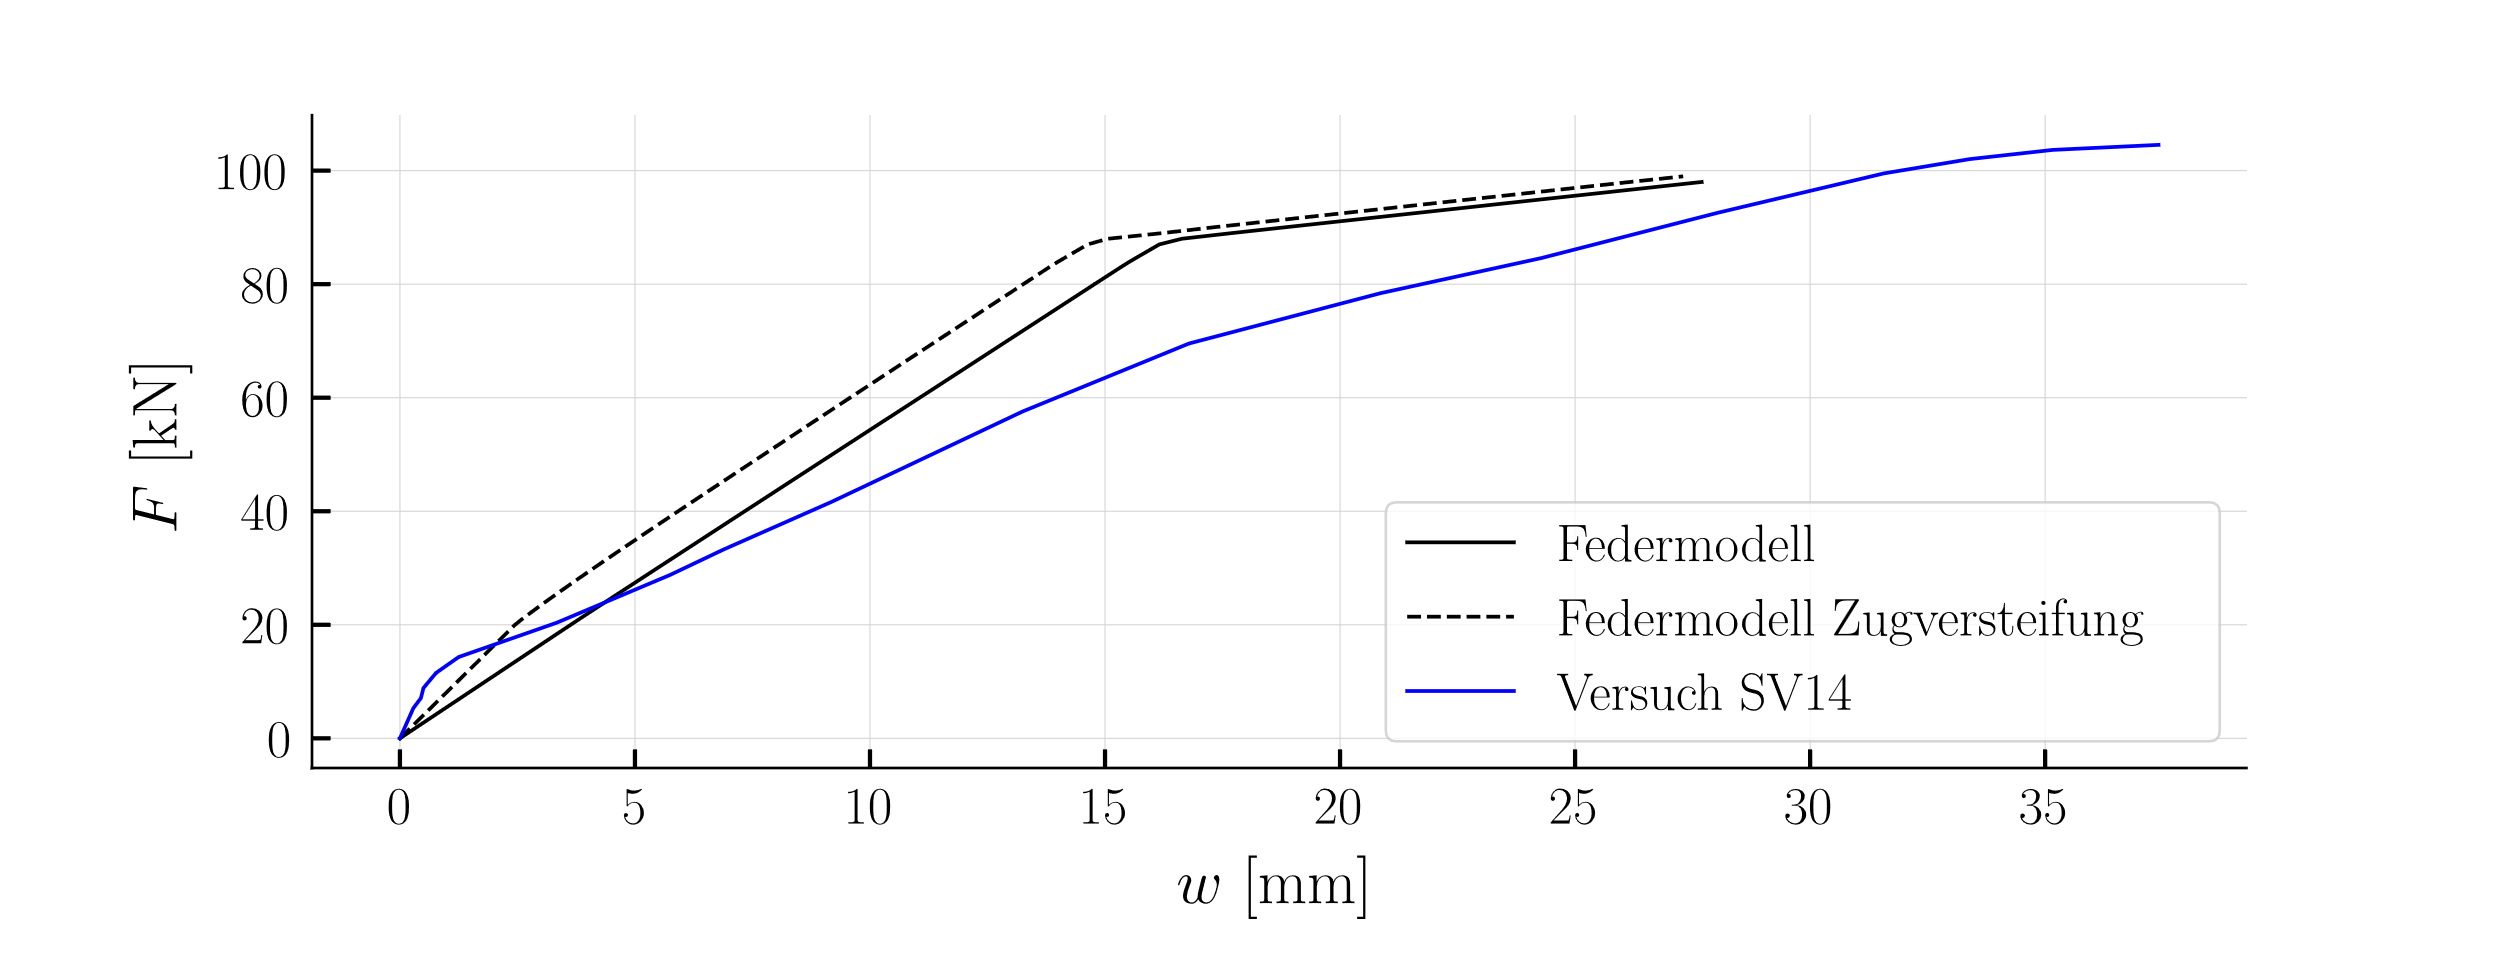 100
80
60
40
20
0
F [kN]
0 5 10 15 20 25 30 35
w [mm]
Federmodell
Federmodell Zugversteifung
Versuch SV14